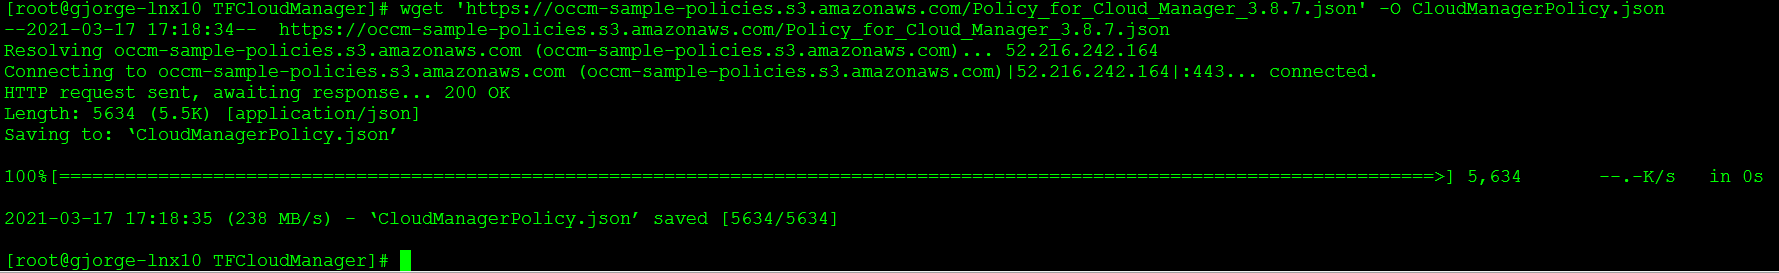 [root@gjorge-lnx10 TFCloudManager]# wget 'https://occm-sample-policies.s3.amazonaws.com/Policy_for_Cloud_Manager_3.8.7.json' -O CloudManagerPolicy.json
--2021-03-17 17:18:34--  https://occm-sample-policies.s3.amazonaws.com/Policy_for_Cloud_Manager_3.8.7.json
Resolving occm-sample-policies.s3.amazonaws.com (occm-sample-policies.s3.amazonaws.com)... 52.216.242.164
Connecting to occm-sample-policies.s3.amazonaws.com (occm-sample-policies.s3.amazonaws.com)|52.216.242.164|:443... connected.
HTTP request sent, awaiting response... 200 OK
Length: 5634 (5.5K) [application/json]
Saving to: ‘CloudManagerPolicy.json’
100%[=============================================================================================================================>] 5,634       --.-K/s   in 0s
2021-03-17 17:18:35 (238 MB/s) - ‘CloudManagerPolicy.json’ saved [5634/5634]
[root@gjorge-lnx10 TFCloudManager]#